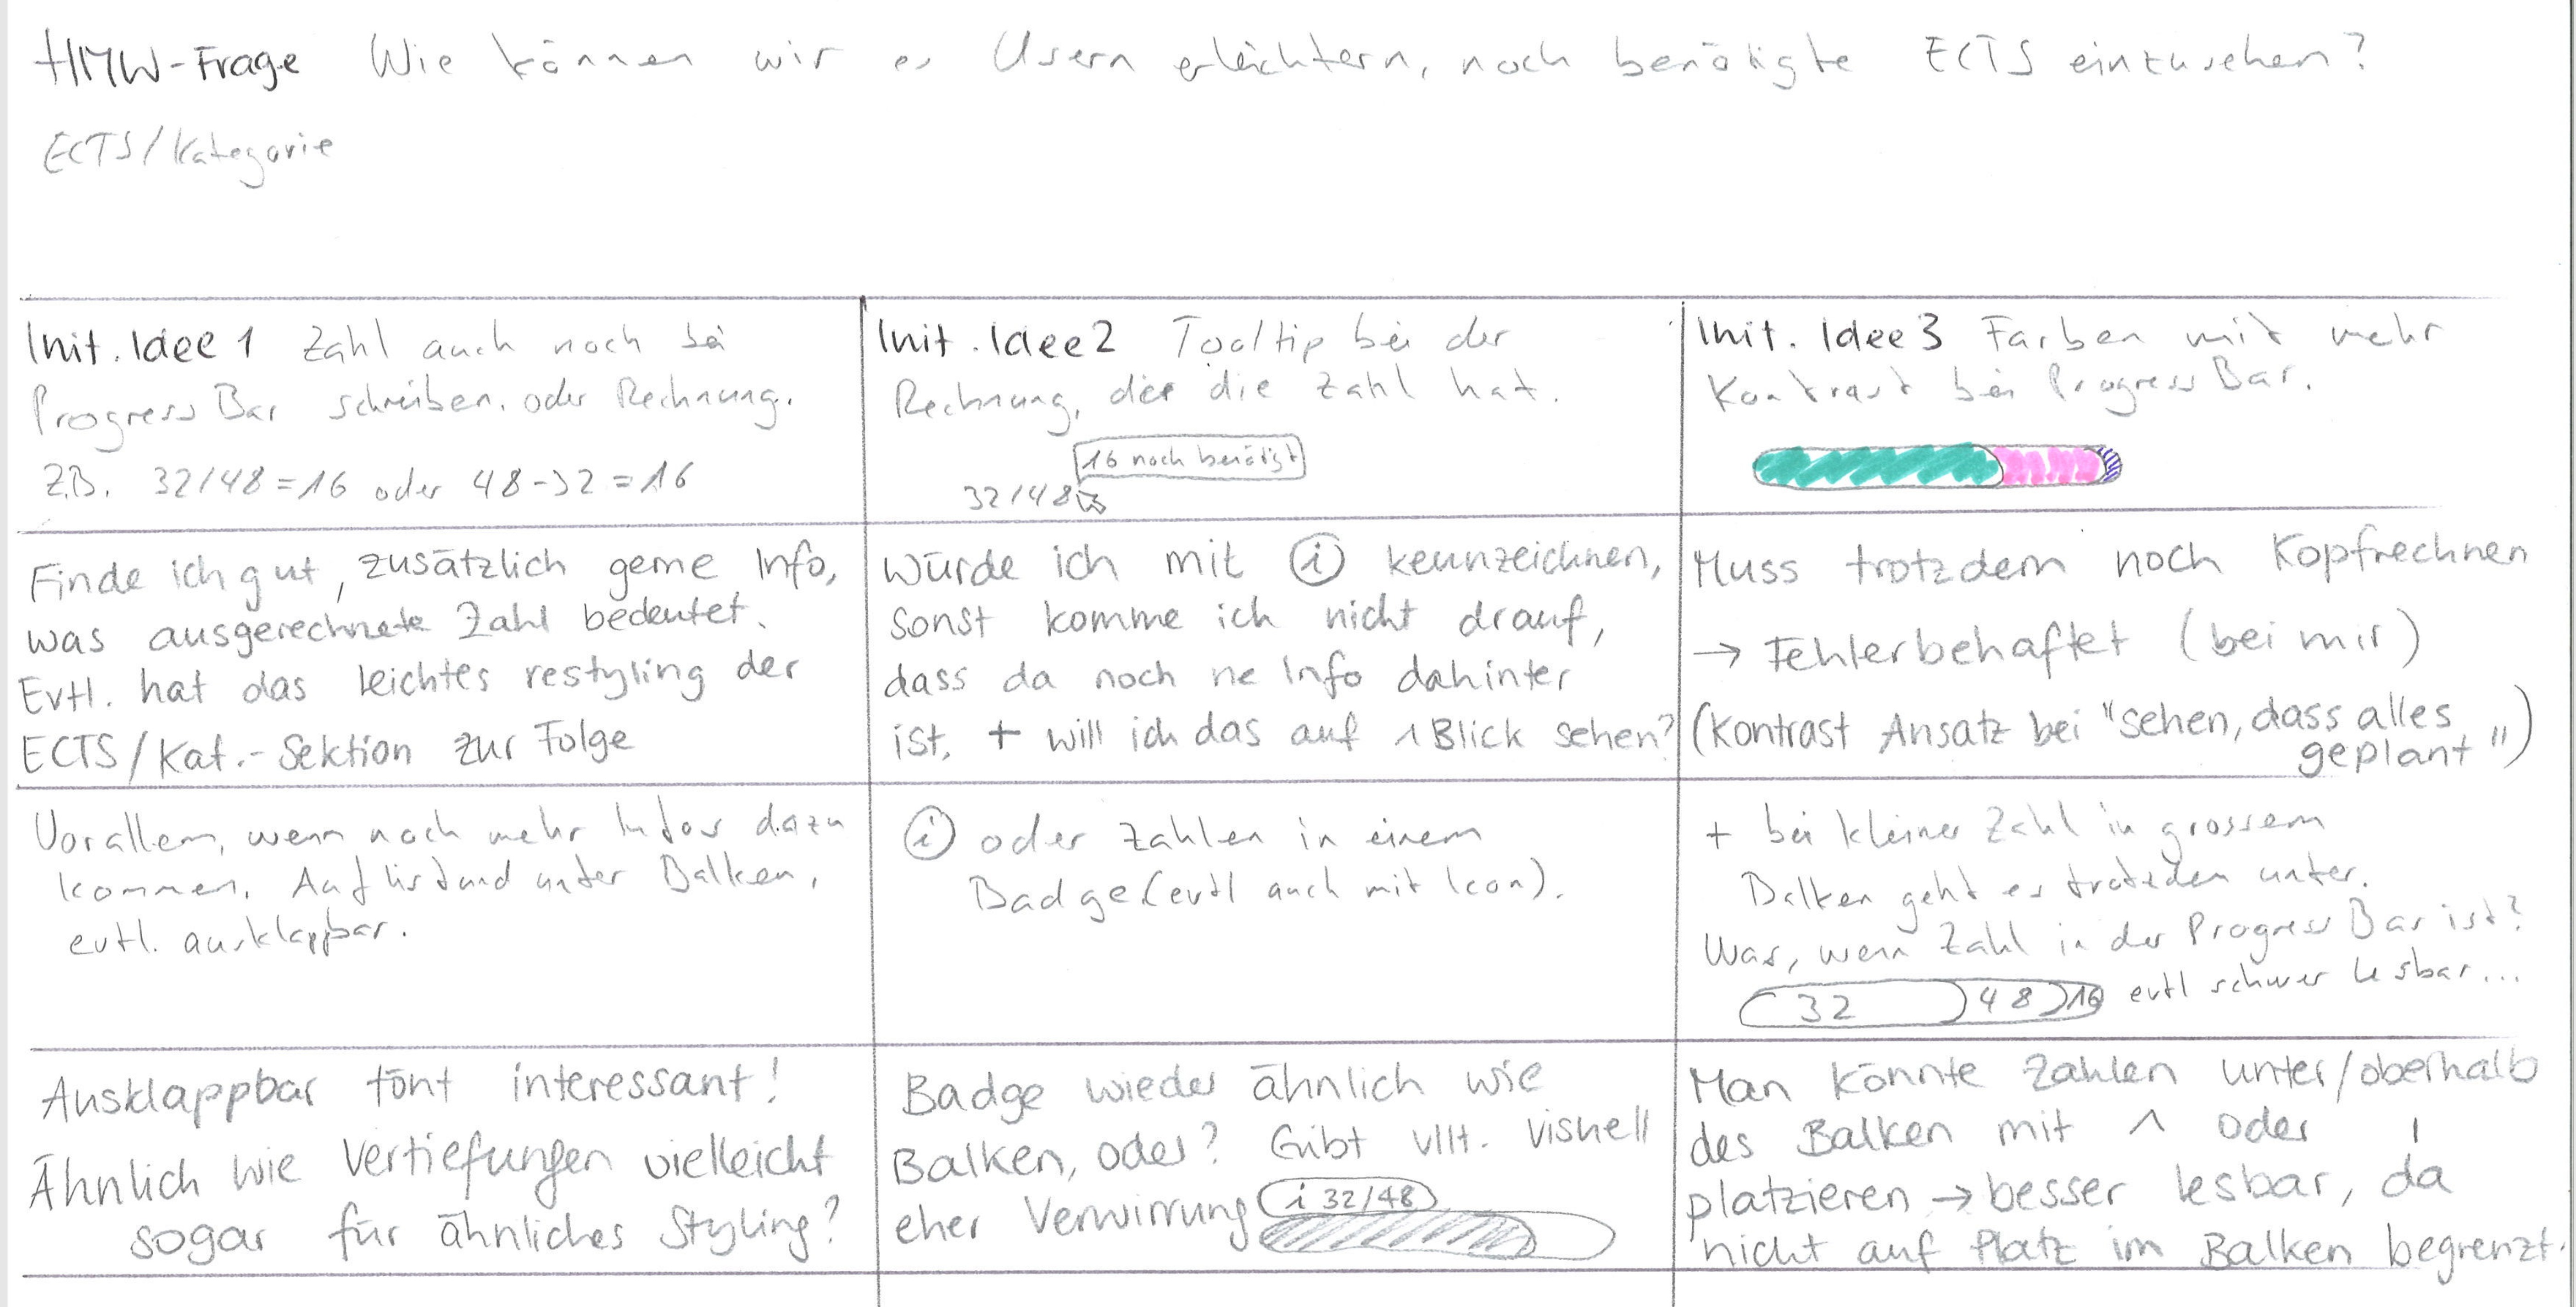 HMW-Frage Wie können wir es Usern erleichtern, noch benötigte ECTS einzusehen?
ECTS/Kategorie
Init. Idee 1 Zahl auch noch bei
Progress Bar schreiben. oder Rechnung.
Z.B. 32/48=16 oder 48-32=16
Init. Idee 2 Tooltip bei der
Rechnung, der die Zahl hat.
16 noch benötigt
32/48
Init. Idee 3 Farben mit mehr
Kontrast bei Progress Bar.
Finde ich gut, zusätzlich gerne Info,
was ausgerechnete Zahl bedeutet.
Evtl. hat das leichtes restyling der
ECTS/Kat.-Sektion zur Folge
Würde ich mit i kennzeichnen,
sonst komme ich nicht drauf,
dass da noch ne Info dahinter
ist. + will ich das auf 1 Blick sehen?
Muss trotzdem noch Kopfrechnen
→ Fehlerbehaftet (bei mir)
(Kontrast Ansatz bei "sehen, dass alles
geplant")
Vorallem, wenn noch mehr Infos dazu
kommen. Auflistund unter Balken,
evtl. ausklappbar.
i oder Zahlen in einem
Badge (evtl auch mit Icon).
+ bei kleiner Zahl in grossem
Balken geht es trotzdem unter.
Was, wenn Zahl in der Progress Bar ist?
32 48 16 evtl schwer lesbar...
Ausklappbar tönt interessant!
Ähnlich wie Vertiefungen vielleicht
sogar für ähnliches Styling?
Badge wieder ähnlich wie
Balken, oder? Gibt vllt. visuell
eher Verwirrung i 32/48
Man könnte Zahlen unter/oberhalb
des Balken mit ^ oder |
platzieren → besser lesbar, da
nicht auf Platz im Balken begrenzt.